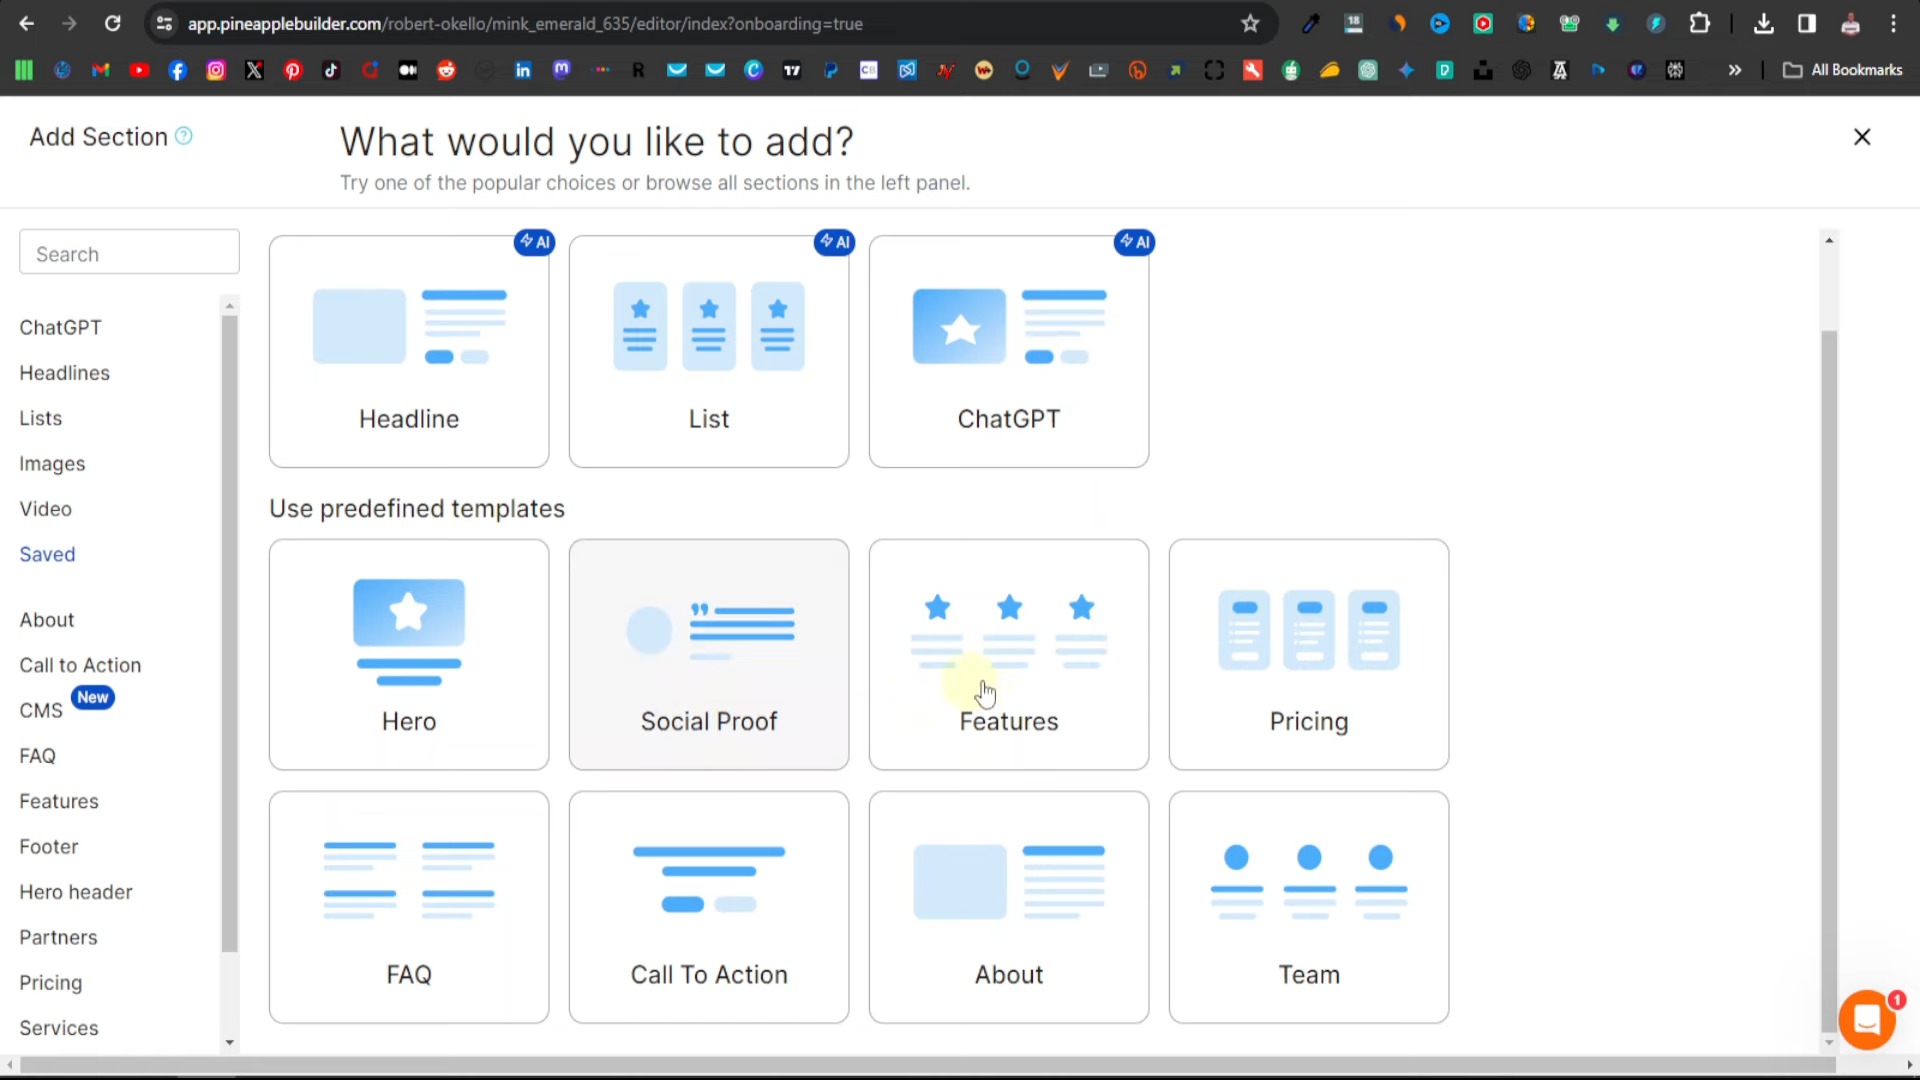 app.pineapplebuilder.com/robert-okello/mink_emerald_635/editor/index?onboarding=true
18
All Bookmarks
Add Section
What would you like to add?
Try one of the popular choices or browse all sections in the left panel.
Search
ChatGPT
Headlines
Lists
Images
Video
Saved
About
Call to Action
CMS New
FAQ
Features
Footer
Hero header
Partners
Pricing
Services
AI
AI
AI
Headline
List
ChatGPT
Use predefined templates
Hero
Social Proof
Features
Pricing
FAQ
Call To Action
About
Team
1